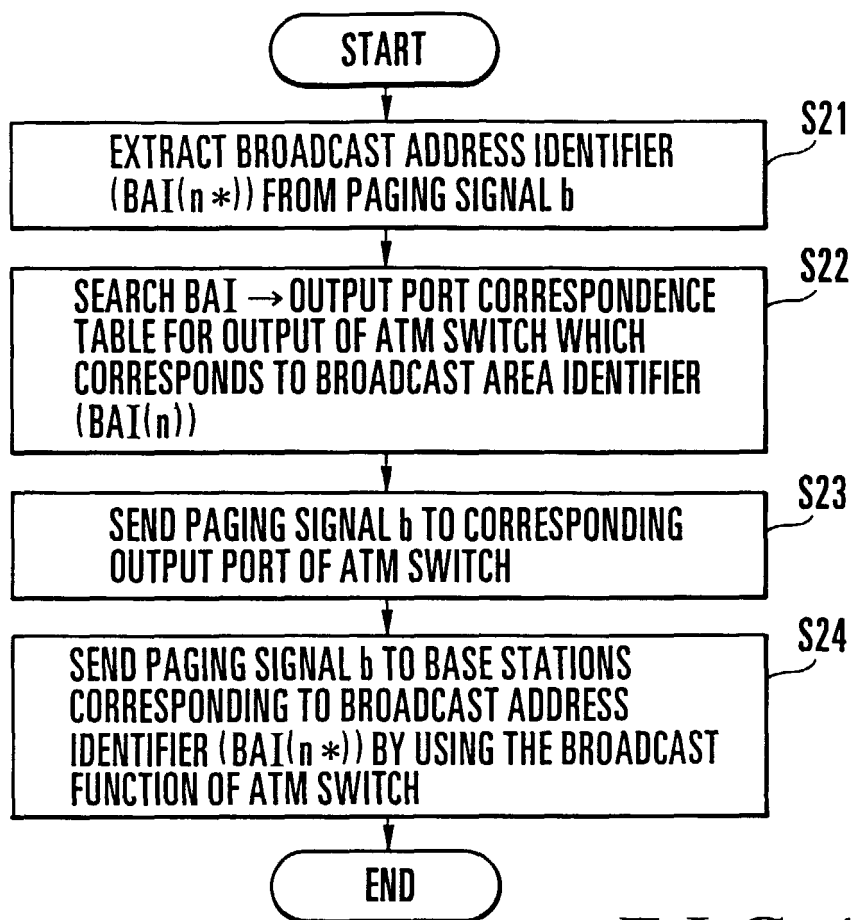 START
S21
EXTRACT BROADCAST ADDRESS IDENTIFIER
(BAI(n*)) FROM PAGING SIGNAL b
S22
SEARCH BAI → OUTPUT PORT CORRESPONDENCE
TABLE FOR OUTPUT OF ATM SWITCH WHICH
CORRESPONDS TO BROADCAST AREA IDENTIFIER
(BAI(n))
S23
SEND PAGING SIGNAL b TO CORRESPONDING
OUTPUT PORT OF ATM SWITCH
S24
SEND PAGING SIGNAL b TO BASE STATIONS
CORRESPONDING TO BROADCAST ADDRESS
IDENTIFIER (BAI(n*)) BY USING THE BROADCAST
FUNCTION OF ATM SWITCH
END